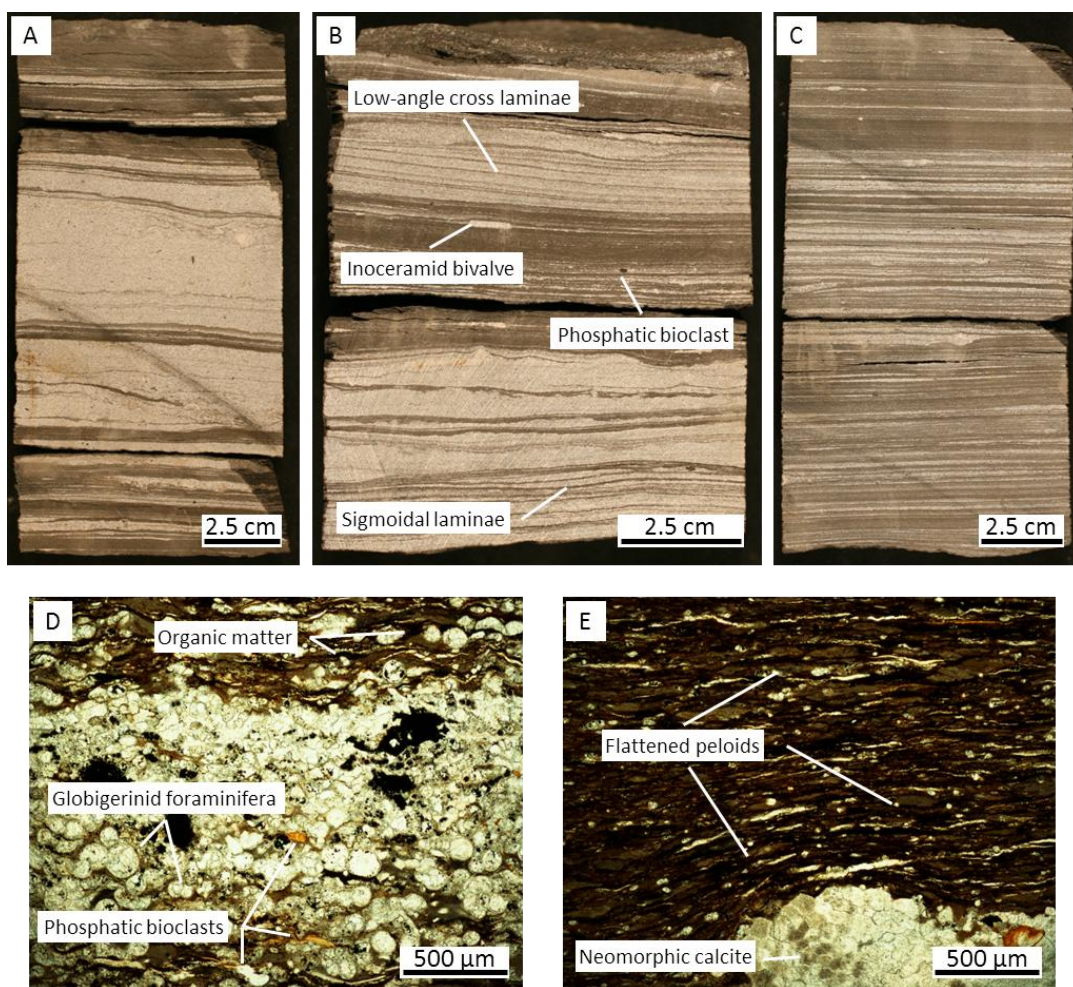 A
B
C
Low-angle cross laminae
Inoceramid bivalve
Phosphatic bioclast
Sigmoidal laminae
2.5 cm
2.5 cm
2.5 cm
D
E
Organic matter
Flattened peloids
Globigerinid foraminifera
Phosphatic bioclasts
Neomorphic calcite
500 µm
500 µm